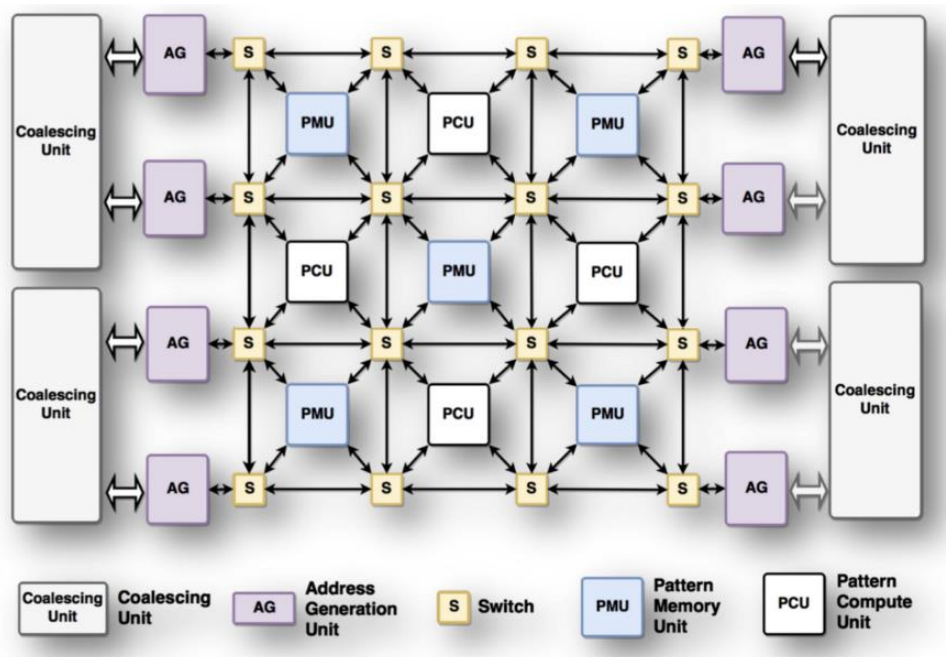 AG
S
S
S
S
AG
PMU
PCU
PMU
Coalescing
Unit
Coalescing
Unit
AG
S
S
S
S
AG
PCU
PMU
PCU
AG
S
S
S
S
AG
Coalescing
Unit
Coalescing
Unit
PMU
PCU
PMU
AG
S
S
S
S
AG
Coalescing
Unit
Coalescing
Unit
AG
Address
Generation
Unit
S
Switch
PMU
Pattern
Memory
Unit
PCU
Pattern
Compute
Unit